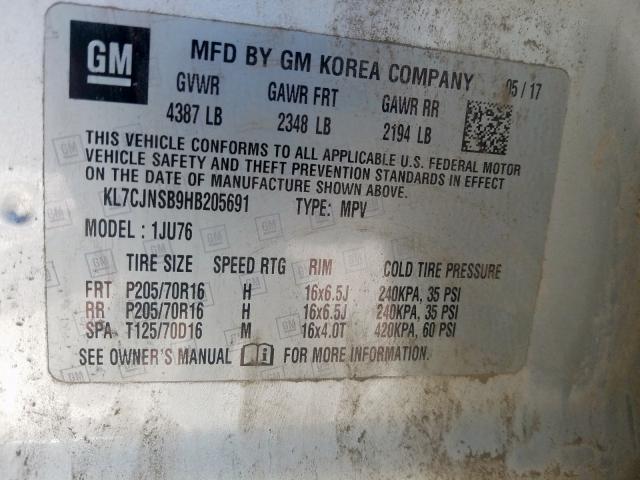 GM
MFD BY GM KOREA COMPANY 05 / 17
GVWR GAWR FRT GAWR RR
4387 LB 2348 LB 2194 LB
THIS VEHICLE CONFORMS TO ALL APPLICABLE U.S. FEDERAL MOTOR
VEHICLE SAFETY AND THEFT PREVENTION STANDARDS IN EFFECT
ON THE DATE OF MANUFACTURE SHOWN ABOVE.
KL7CJNSB9HB205691 TYPE: MPV
MODEL: 1JU76
TIRE SIZE SPEED RTG RIM COLD TIRE PRESSURE
FRT P205/70R16 H 16x6.5J 240KPA, 35 PSI
RR P205/70R16 H 16x6.5J 240KPA, 35 PSI
SPA T125/70D16 M 16x4.0T 420KPA, 60 PSI
SEE OWNER'S MANUAL FOR MORE INFORMATION.